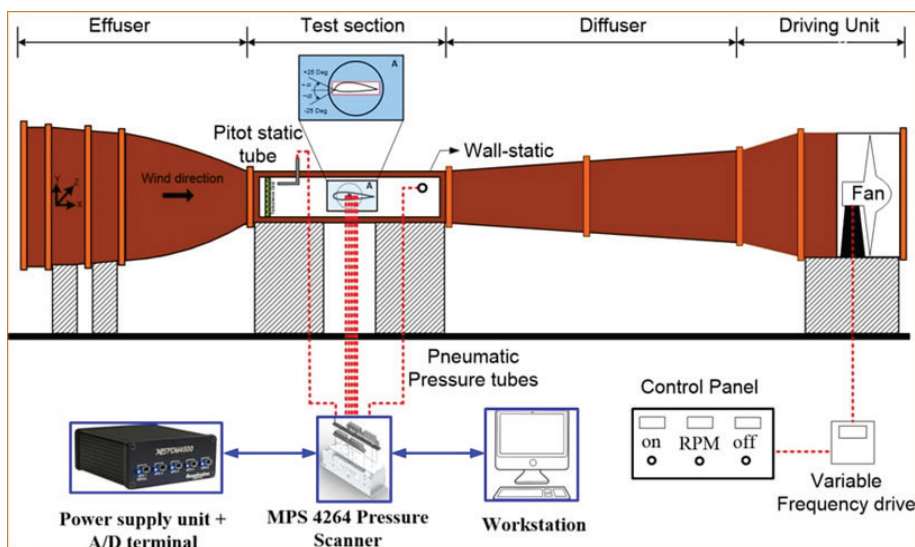 Effuser
Test section
Diffuser
Driving Unit
A
+25 Deg
-25 Deg
Pitot static
tube
Wall-static
Wind direction
Y
Z
X
A
Fan
Pneumatic
Pressure tubes
Control Panel
on RPM off
Variable
Frequency drive
Power supply unit +
A/D terminal
MPS 4264 Pressure
Scanner
Workstation